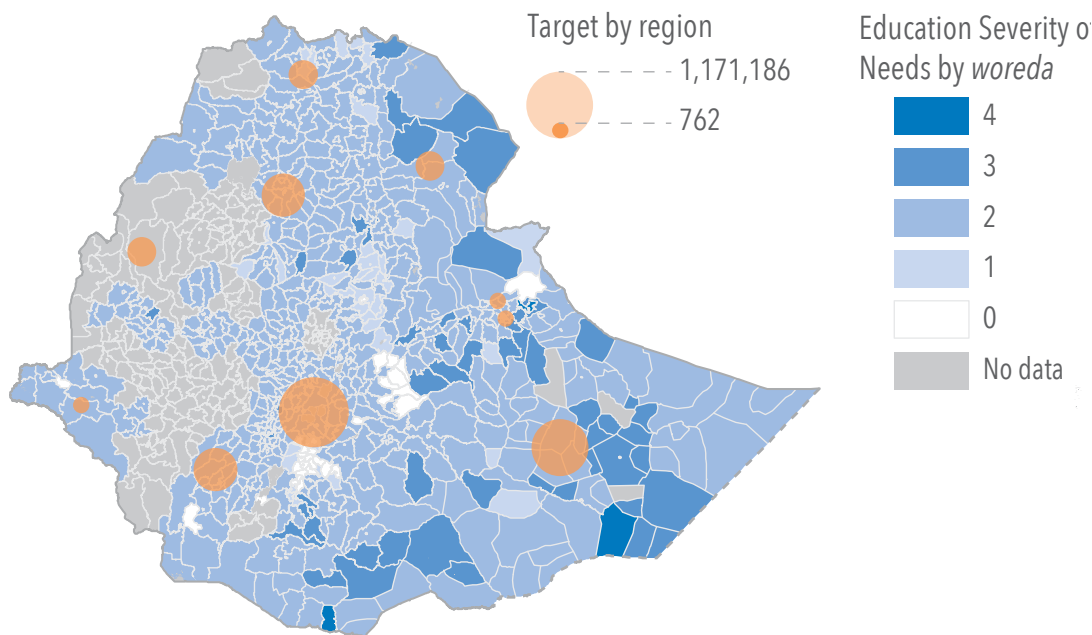 Target by region
1,171,186
762
Education Severity o
Needs by woreda
4
3
2
1
0
No data